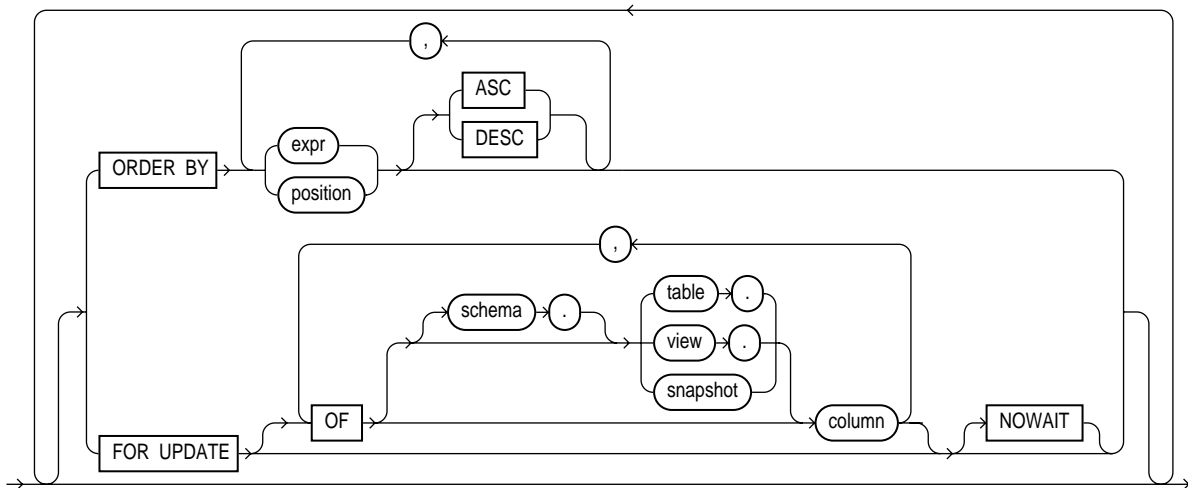 ,
ASC
DESC
expr
ORDER BY
position
,
table .
schema .
view .
snapshot
OF
column
NOWAIT
FOR UPDATE